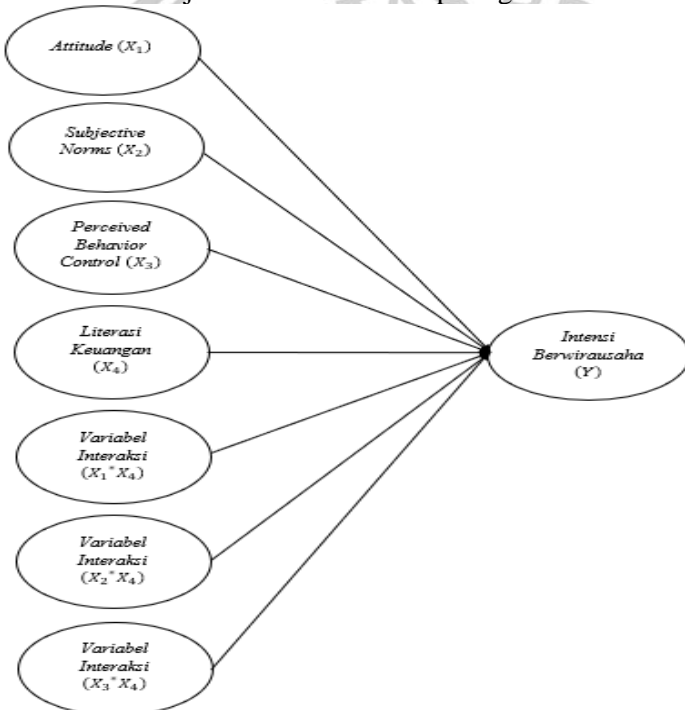 Attitude (X₁)
Subjective
Norms (X₂)
Perceived
Behavior
Control (X₃)
Literasi
Keuangan
(X₄)
Variabel
Interaksi
(X₁*X₄)
Variabel
Interaksi
(X₂*X₄)
Variabel
Interaksi
(X₃*X₄)
Intensi
Berwirausaha
(Y)